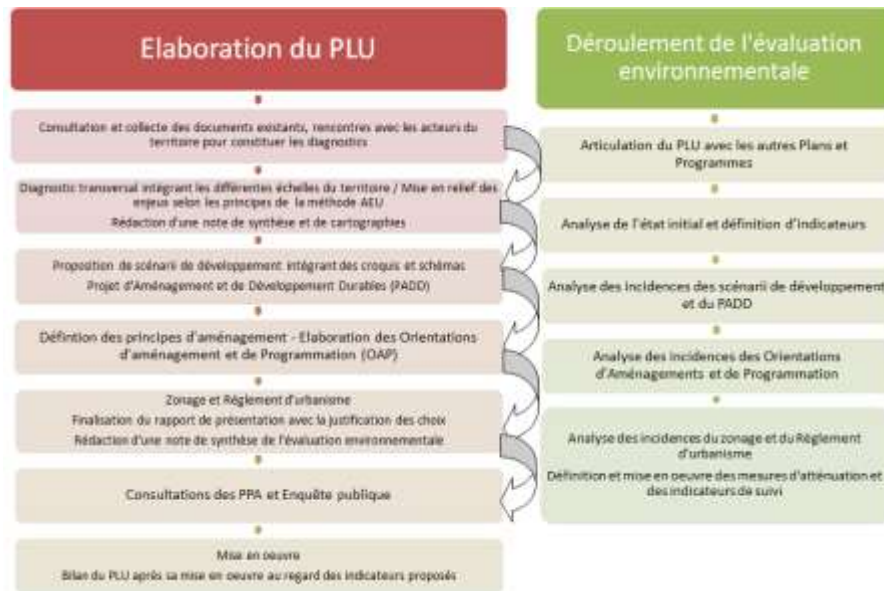 Elaboration du PLU
Consultation et collecte des documents existants, rencontres avec les acteurs du
territoire pour constituer les diagnostics
Diagnostic transversal intégrant les différentes échelles du territoire / Mise en relief des
enjeux selon les principes de la méthode AEU
Rédaction d'une note de synthèse et de cartographies
Proposition de scénarii de développement intégrant des croquis et schémas
Projet d'Aménagement et de Développement Durables (PADD)
Défintion des principes d'aménagement - Elaboration des Orientations
d'aménagement et de Programmation (OAP)
Zonage et Règlement d'urbanisme
Finalisation du rapport de présentation avec la justification des choix
Rédaction d'une note de synthèse de l'évaluation environnementale
Consultations des PPA et Enquête publique
Mise en oeuvre
Bilan du PLU après sa mise en oeuvre au regard des indicateurs proposés
Déroulement de l'évaluation
environnementale
Articulation du PLU avec les autres Plans et
Programmes
Analyse de l'état initial et définition d'indicateurs
Analyse des incidences des scénarii de développement
et du PADD
Analyse des incidences des Orientations
d'Aménagements et de Programmation
Analyse des incidences du zonage et du Règlement
d'urbanisme
Définition et mise en oeuvre des mesures d'atténuation et
des indicateurs de suivi